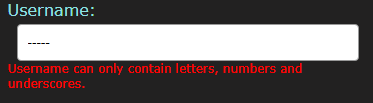 Username:
-----
Username can only contain letters, numbers and
underscores.